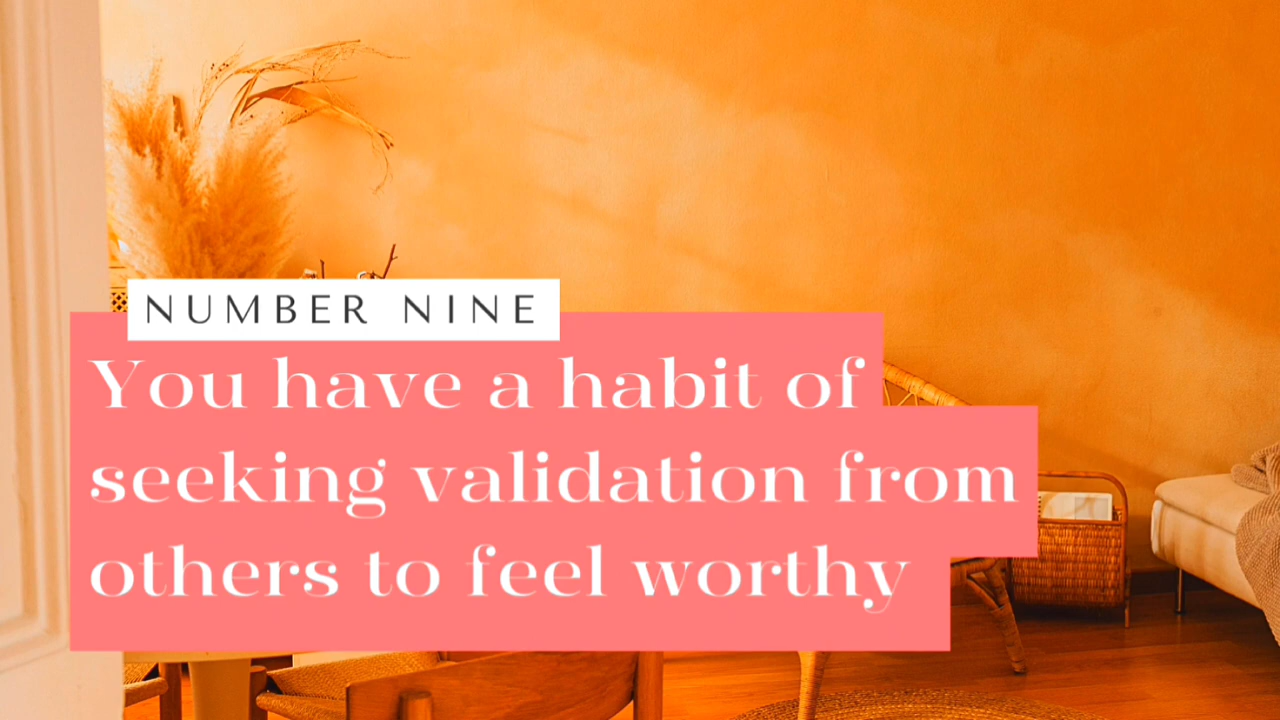 NUMBER NINE
You have a habit of
seeking validation from
others to feel worthy